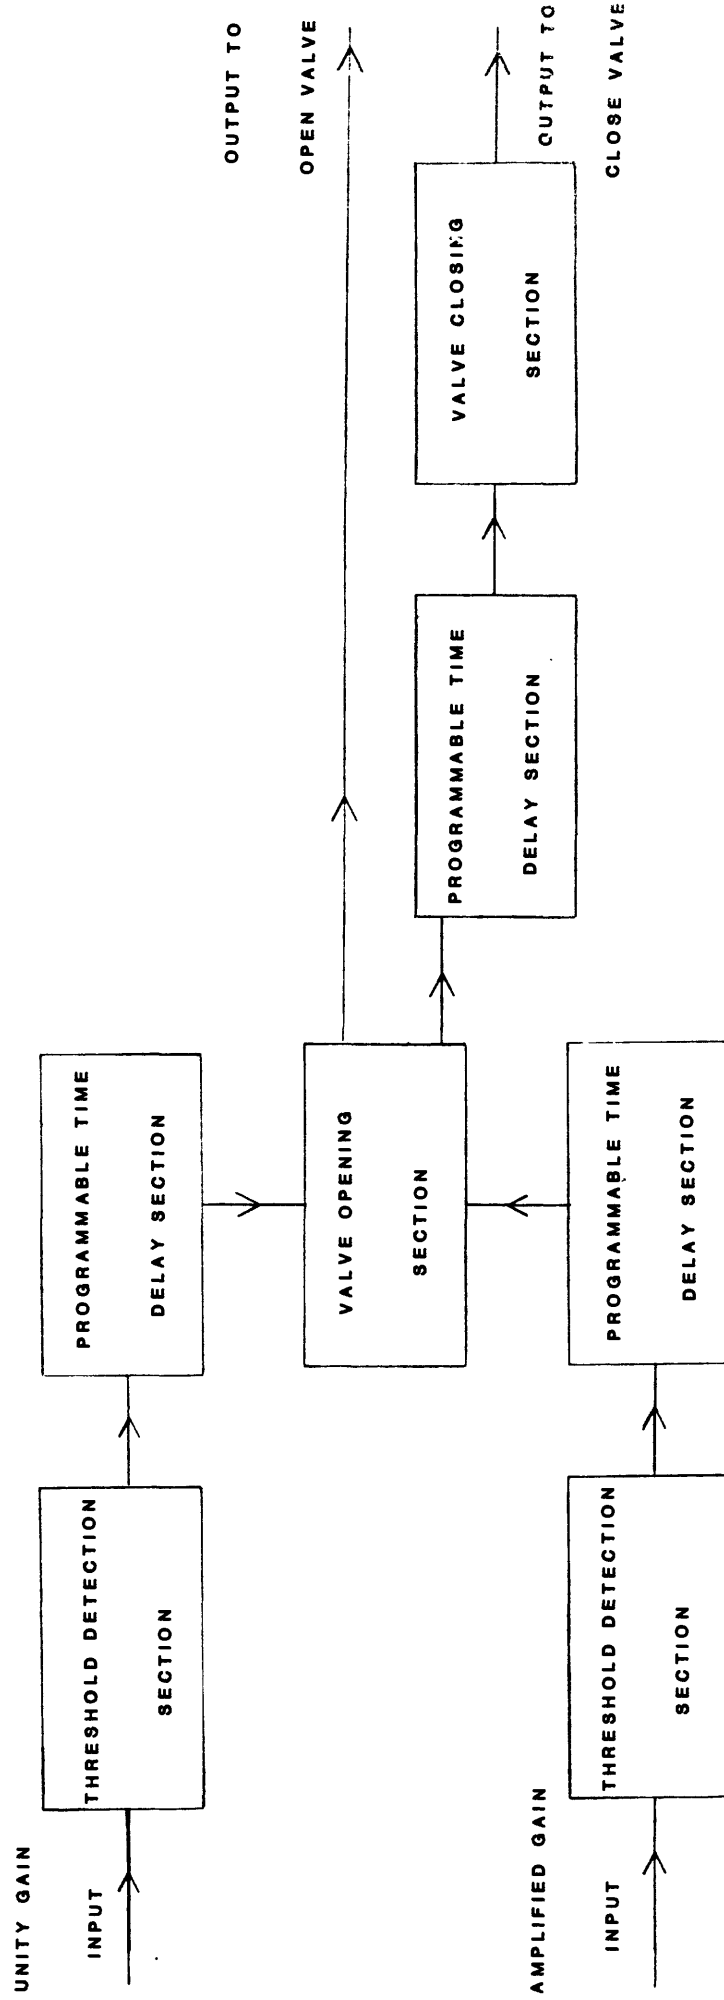 UNITY GAIN
INPUT
THRESHOLD DETECTION
SECTION
PROGRAMMABLE TIME
DELAY SECTION
OUTPUT TO
OPEN VALVE
VALVE OPENING
SECTION
PROGRAMMABLE TIME
DELAY SECTION
VALVE CLOSING
SECTION
OUTPUT TO
CLOSE VALVE
AMPLIFIED GAIN
INPUT
THRESHOLD DETECTION
SECTION
PROGRAMMABLE TIME
DELAY SECTION